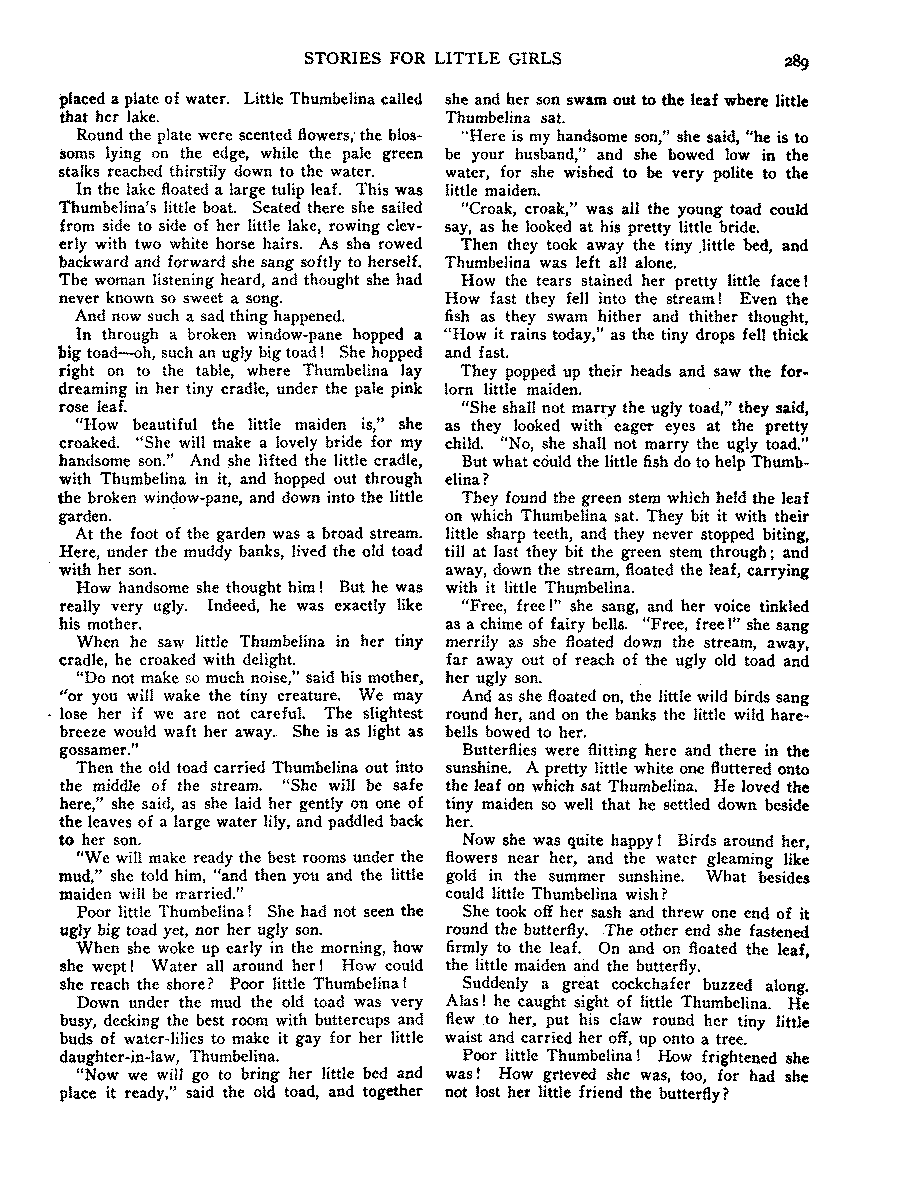 STORIES FOR LITTLE GIRLS 289
placed a plate of water. Little Thumbelina called
that her lake.
Round the plate were scented flowers, the blos-
soms lying on the edge, while the pale green
stalks reached thirstily down to the water.
In the lake floated a large tulip leaf. This was
Thumbelina's little boat. Seated there she sailed
from side to side of her little lake, rowing clev-
erly with two white horse hairs. As she rowed
backward and forward she sang softly to herself.
The woman listening heard, and thought she had
never known so sweet a song.
And now such a sad thing happened.
In through a broken window-pane hopped a
big toad—oh, such an ugly big toad! She hopped
right on to the table, where Thumbelina lay
dreaming in her tiny cradle, under the pale pink
rose leaf.
"How beautiful the little maiden is," she
croaked. "She will make a lovely bride for my
handsome son." And she lifted the little cradle,
with Thumbelina in it, and hopped out through
the broken window-pane, and down into the little
garden.
At the foot of the garden was a broad stream.
Here, under the muddy banks, lived the old toad
with her son.
How handsome she thought him! But he was
really very ugly. Indeed, he was exactly like
his mother.
When he saw little Thumbelina in her tiny
cradle, he croaked with delight.
"Do not make so much noise," said his mother,
"or you will wake the tiny creature. We may
lose her if we are not careful. The slightest
breeze would waft her away. She is as light as
gossamer."
Then the old toad carried Thumbelina out into
the middle of the stream. "She will be safe
here," she said, as she laid her gently on one of
the leaves of a large water lily, and paddled back
to her son.
"We will make ready the best rooms under the
mud," she told him, "and then you and the little
maiden will be married."
Poor little Thumbelina! She had not seen the
ugly big toad yet, nor her ugly son.
When she woke up early in the morning, how
she wept! Water all around her! How could
she reach the shore? Poor little Thumbelina!
Down under the mud the old toad was very
busy, decking the best room with buttercups and
buds of water-lilies to make it gay for her little
daughter-in-law, Thumbelina.
"Now we will go to bring her little bed and
place it ready," said the old toad, and together
she and her son swam out to the leaf where little
Thumbelina sat.
"Here is my handsome son," she said, "he is to
be your husband," and she bowed low in the
water, for she wished to be very polite to the
little maiden.
"Croak, croak," was all the young toad could
say, as he looked at his pretty little bride.
Then they took away the tiny little bed, and
Thumbelina was left all alone.
How the tears stained her pretty little face!
How fast they fell into the stream! Even the
fish as they swam hither and thither thought,
"How it rains today," as the tiny drops fell thick
and fast.
They popped up their heads and saw the for-
lorn little maiden.
"She shall not marry the ugly toad," they said,
as they looked with eager eyes at the pretty
child. "No, she shall not marry the ugly toad."
But what could the little fish do to help Thumb-
elina?
They found the green stem which held the leaf
on which Thumbelina sat. They bit it with their
little sharp teeth, and they never stopped biting,
till at last they bit the green stem through; and
away, down the stream, floated the leaf, carrying
with it little Thumbelina.
"Free, free!" she sang, and her voice tinkled
as a chime of fairy bells. "Free, free!" she sang
merrily as she floated down the stream, away,
far away out of reach of the ugly old toad and
her ugly son.
And as she floated on, the little wild birds sang
round her, and on the banks the little wild hare-
bells bowed to her.
Butterflies were flitting here and there in the
sunshine. A pretty little white one fluttered onto
the leaf on which sat Thumbelina. He loved the
tiny maiden so well that he settled down beside
her.
Now she was quite happy! Birds around her,
flowers near her, and the water gleaming like
gold in the summer sunshine. What besides
could little Thumbelina wish?
She took off her sash and threw one end of it
round the butterfly. The other end she fastened
firmly to the leaf. On and on floated the leaf,
the little maiden and the butterfly.
Suddenly a great cockchafer buzzed along.
Alas! he caught sight of little Thumbelina. He
flew to her, put his claw round her tiny little
waist and carried her off, up onto a tree.
Poor little Thumbelina! How frightened she
was! How grteved she was, too, for had she
not lost her little friend the butterfly?